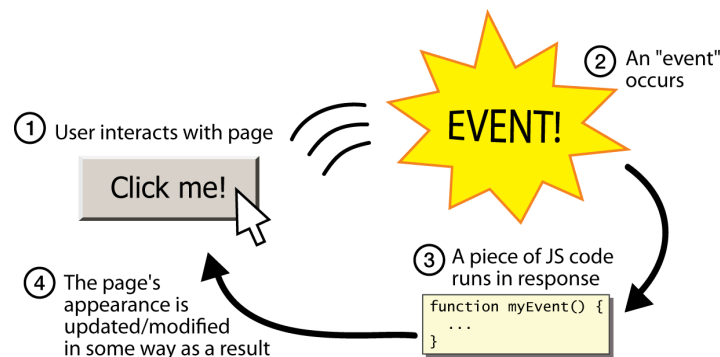 1 User interacts with page
Click me!
EVENT!
2 An "event"
occurs
3 A piece of JS code
runs in response
function myEvent() {
...
}
4 The page's
appearance is
updated/modified
in some way as a result